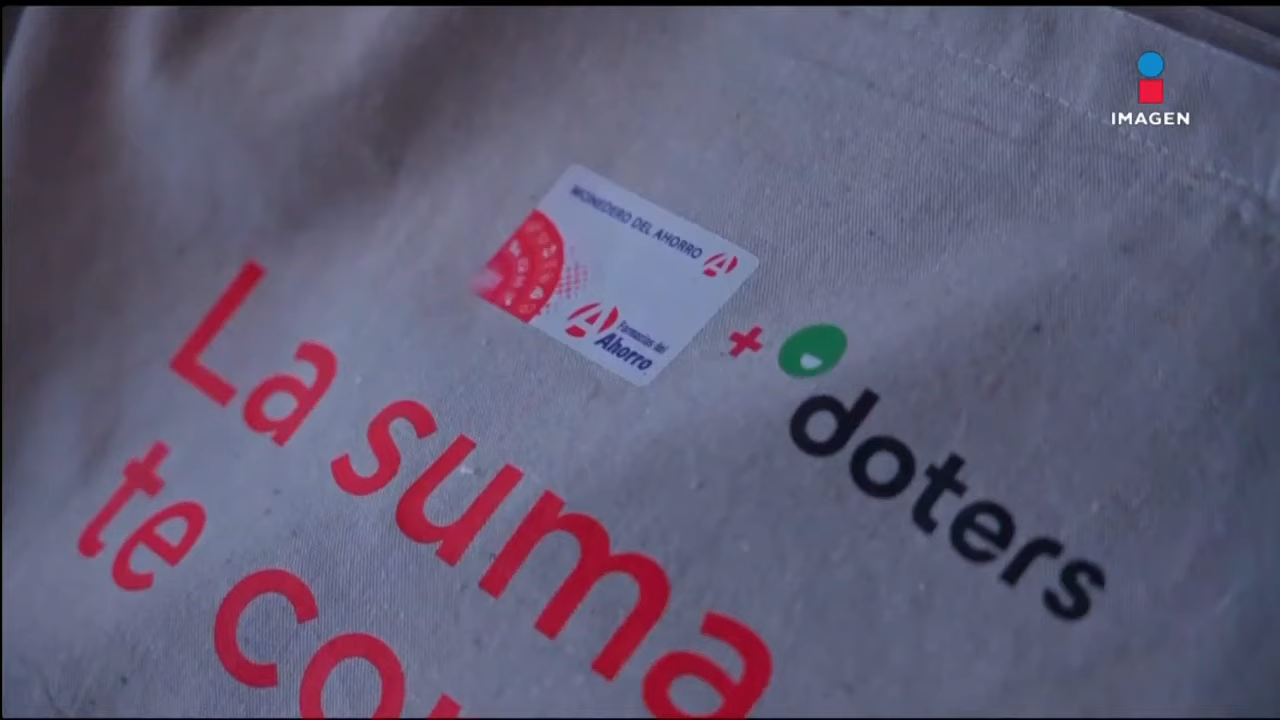 IMAGEN
MONEDERO DEL AHORRO
Farmacias del
Ahorro
+
doters
La suma
te